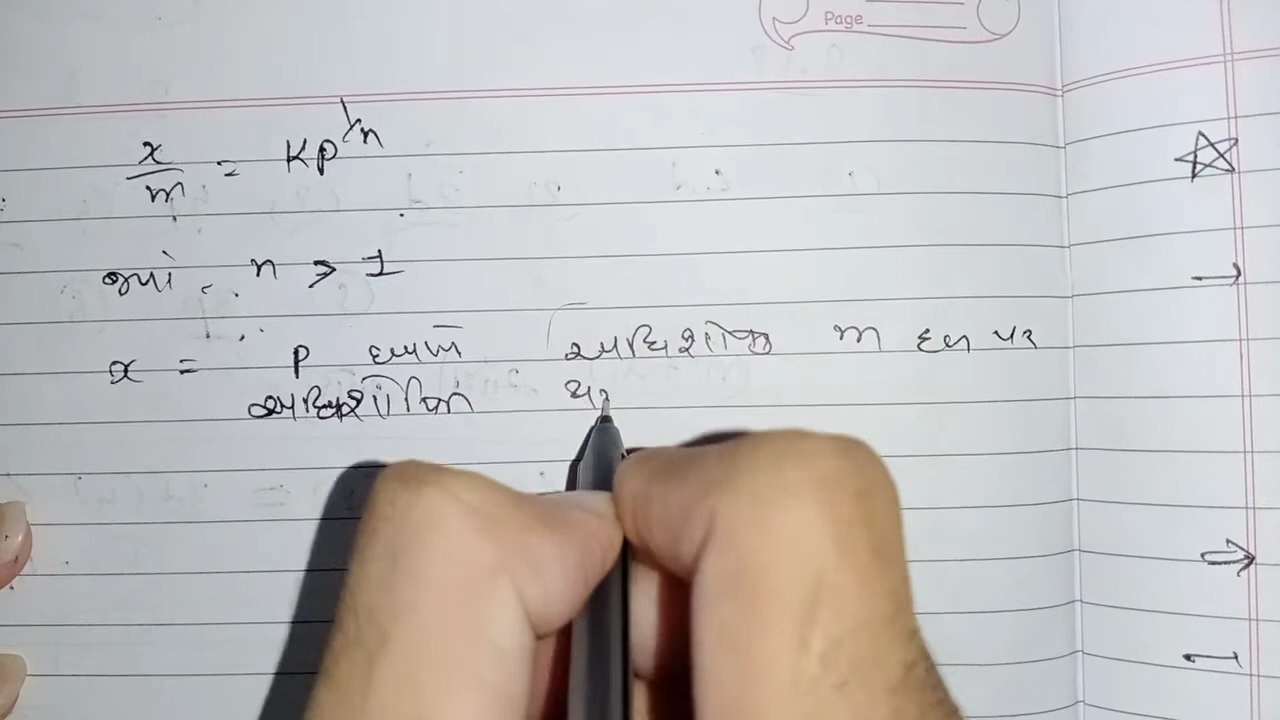 Page
x/m = Kp^1/n
જ્યાં, n > 1
x = P દબાણે અધિશોષક m દળ પર
અધિશોષિત થ